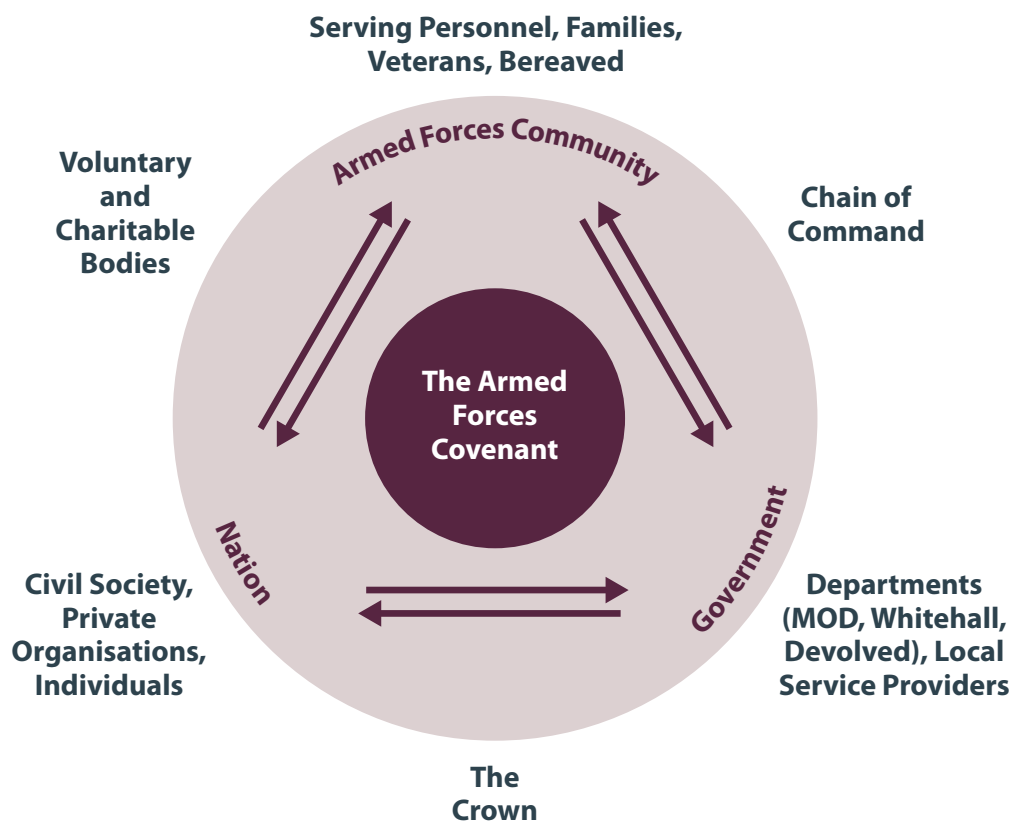 Serving Personnel, Families,
Veterans, Bereaved
Armed Forces Community
Voluntary
and
Charitable
Bodies
Chain of
Command
The Armed
Forces
Covenant
Nation
Government
Civil Society,
Private
Organisations,
Individuals
Departments
(MOD, Whitehall,
Devolved), Local
Service Providers
The
Crown